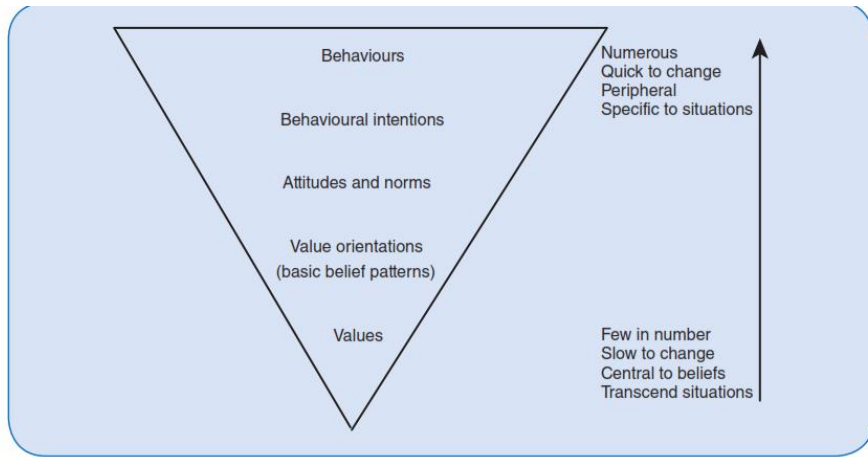 Behaviours
Behavioural intentions
Attitudes and norms
Value orientations
(basic belief patterns)
Values
Numerous
Quick to change
Peripheral
Specific to situations
Few in number
Slow to change
Central to beliefs
Transcend situations